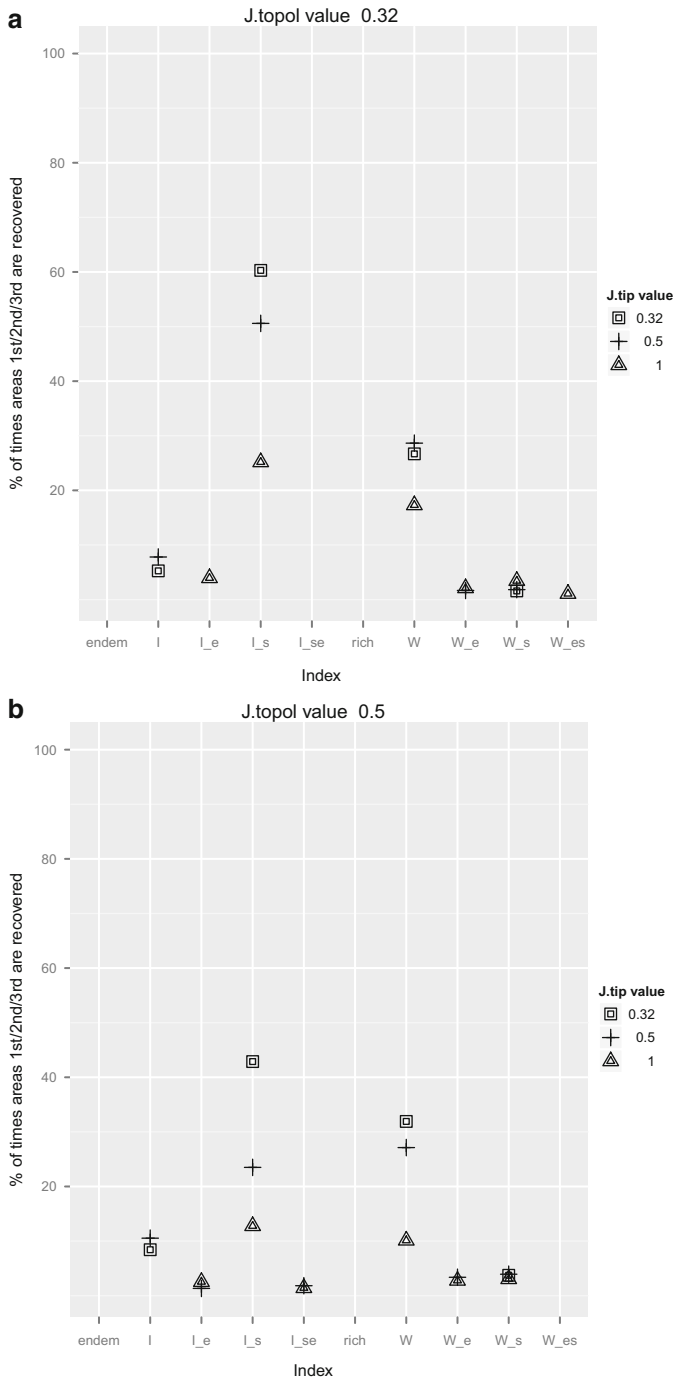 a
J.topol value 0.32
100
80
60
40
20
% of times areas 1st/2nd/3rd are recovered
endem I I_e I_s I_se rich W W_e W_s W_es
Index
J.tip value
0.32
0.5
1
b
J.topol value 0.5
100
80
60
40
20
% of times areas 1st/2nd/3rd are recovered
endem I I_e I_s I_se rich W W_e W_s W_es
Index
J.tip value
0.32
0.5
1